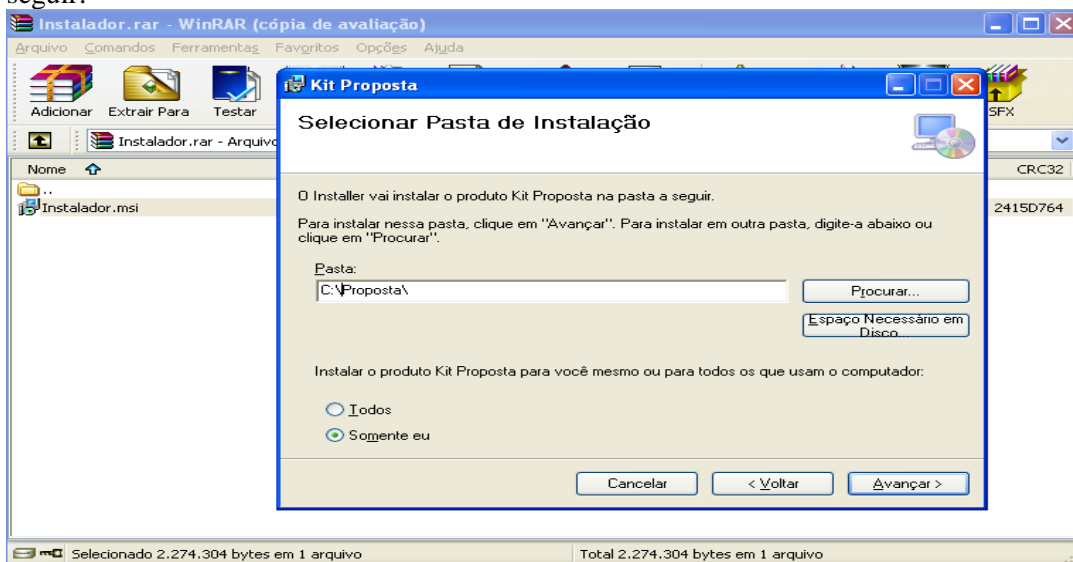 seguir:
Instalador.rar - WinRAR (cópia de avaliação)
Arquivo Comandos Ferramentas Favoritos Opções Ajuda
Adicionar Extrair Para Testar
SFX
Instalador.rar - Arquivo
Nome
CRC32
..
Instalador.msi
2415D764
Kit Proposta
Selecionar Pasta de Instalação
O Installer vai instalar o produto Kit Proposta na pasta a seguir.
Para instalar nessa pasta, clique em "Avançar". Para instalar em outra pasta, digite-a abaixo ou
clique em "Procurar".
Pasta:
C:\Proposta\
Procurar...
Espaço Necessário em
Disco...
Instalar o produto Kit Proposta para você mesmo ou para todos os que usam o computador:
Todos
Somente eu
Cancelar < Voltar Avançar >
Selecionado 2.274.304 bytes em 1 arquivo
Total 2.274.304 bytes em 1 arquivo